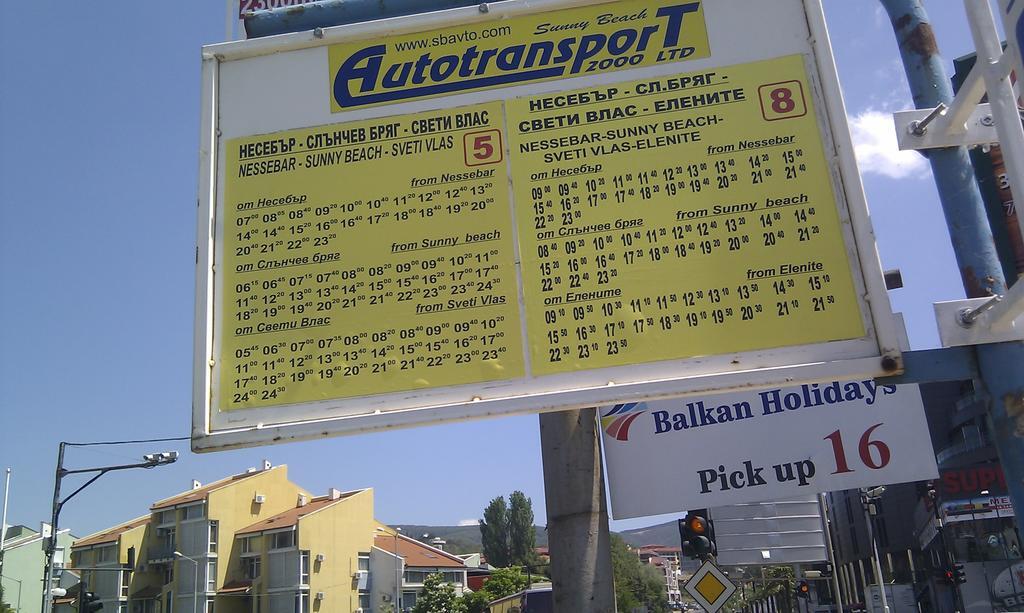 www.sbavto.com Sunny Beach
AutotransporT
2000 LTD
НЕСЕБЪР - СЛЪНЧЕВ БРЯГ - СВЕТИ ВЛАС
NESSEBAR - SUNNY BEACH - SVETI VLAS
5
from Nessebar
от Несебър
07⁰⁰ 08⁰⁵ 08⁴⁰ 09²⁰ 10⁰⁰ 10⁴⁰ 11²⁰ 12⁰⁰ 12⁴⁰ 13²⁰
14⁰⁰ 14⁴⁰ 15²⁰ 16⁰⁰ 16⁴⁰ 17²⁰ 18⁰⁰ 18⁴⁰ 19²⁰ 20⁰⁰
20⁴⁰ 21²⁰ 22⁰⁰ 23²⁰
from Sunny beach
от Слънчев бряг
06¹⁵ 06⁴⁵ 07¹⁵ 07⁴⁰ 08⁰⁰ 08²⁰ 09⁰⁰ 09⁴⁰ 10²⁰ 11⁰⁰
11⁴⁰ 12²⁰ 13⁰⁰ 13⁴⁰ 14²⁰ 15⁰⁰ 15⁴⁰ 16²⁰ 17⁰⁰ 17⁴⁰
18²⁰ 19⁰⁰ 19⁴⁰ 20²⁰ 21⁰⁰ 21⁴⁰ 22²⁰ 23⁰⁰ 23⁴⁰ 24³⁰
from Sveti Vlas
от Свети Влас
05⁴⁵ 06³⁰ 07⁰⁰ 07³⁵ 08⁰⁰ 08²⁰ 08⁴⁰ 09⁰⁰ 09⁴⁰ 10²⁰
11⁰⁰ 11⁴⁰ 12²⁰ 13⁰⁰ 13⁴⁰ 14²⁰ 15⁰⁰ 15⁴⁰ 16²⁰ 17⁰⁰
17⁴⁰ 18²⁰ 19⁰⁰ 19⁴⁰ 20²⁰ 21⁰⁰ 21⁴⁰ 22²⁰ 23⁰⁰ 23⁴⁰
24⁰⁰ 24³⁰
НЕСЕБЪР - СЛ.БРЯГ -
СВЕТИ ВЛАС - ЕЛЕНИТЕ
8
NESSEBAR-SUNNY BEACH-
SVETI VLAS-ELENITE
from Nessebar
от Несебър
09⁰⁰ 09⁴⁰ 10²⁰ 11⁰⁰ 11⁴⁰ 12²⁰ 13⁰⁰ 13⁴⁰ 14²⁰ 15⁰⁰
15⁴⁰ 16²⁰ 17⁰⁰ 17⁴⁰ 18²⁰ 19⁰⁰ 19⁴⁰ 20²⁰ 21⁰⁰ 21⁴⁰
22²⁰ 23⁰⁰
from Sunny beach
от Слънчев бряг
08⁴⁰ 09²⁰ 10⁰⁰ 10⁴⁰ 11²⁰ 12⁰⁰ 12⁴⁰ 13²⁰ 14⁰⁰ 14⁴⁰
15²⁰ 16⁰⁰ 16⁴⁰ 17²⁰ 18⁰⁰ 18⁴⁰ 19²⁰ 20⁰⁰ 20⁴⁰ 21²⁰
22⁰⁰ 22⁴⁰ 23²⁰
from Elenite
от Елените
09¹⁰ 09⁵⁰ 10³⁰ 11¹⁰ 11⁵⁰ 12³⁰ 13¹⁰ 13⁵⁰ 14³⁰ 15¹⁰
15⁵⁰ 16³⁰ 17¹⁰ 17⁵⁰ 18³⁰ 19¹⁰ 19⁵⁰ 20³⁰ 21¹⁰ 21⁵⁰
22³⁰ 23¹⁰ 23⁵⁰
Balkan Holidays
Pick up 16